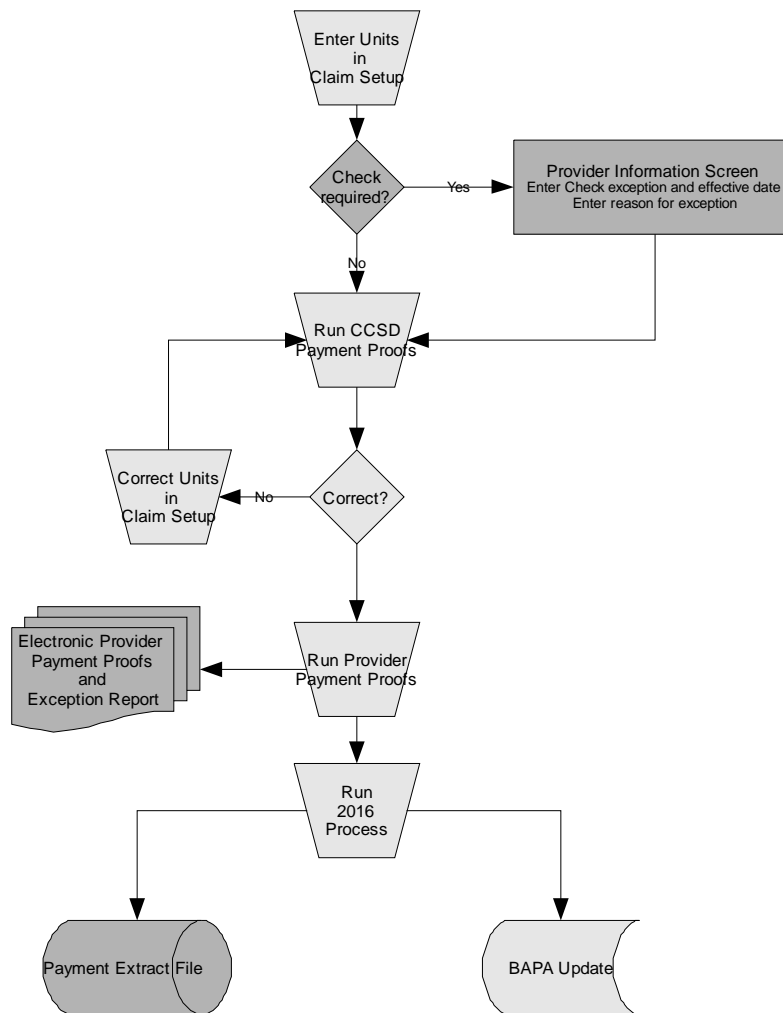 Enter Units
in
Claim Setup
Check
required?
Yes
Provider Information Screen
Enter Check exception and effective date
Enter reason for exception
No
Run CCSD
Payment Proofs
Correct Units
in
Claim Setup
No
Correct?
Electronic Provider
Payment Proofs
and
Exception Report
Run Provider
Payment Proofs
Run
2016
Process
Payment Extract File
BAPA Update